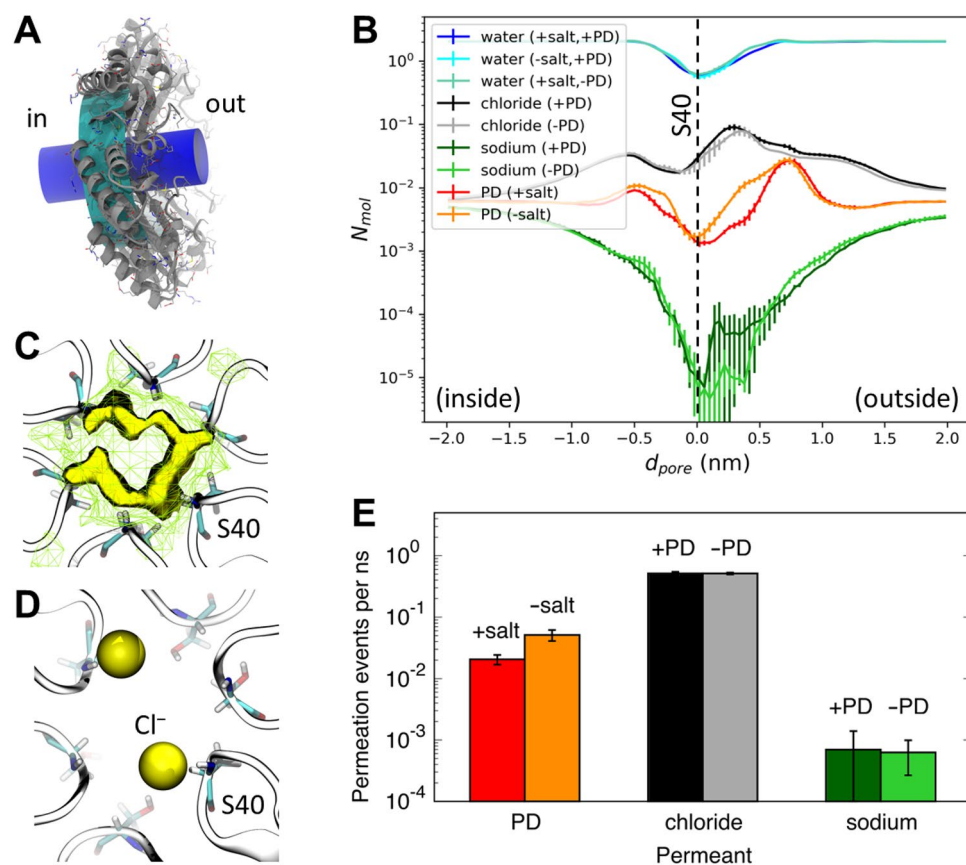 A
in
out
B
water (+salt,+PD)
water (-salt,+PD)
water (+salt,-PD)
chloride (+PD)
chloride (-PD)
sodium (+PD)
sodium (-PD)
PD (+salt)
PD (-salt)
S40
10⁰
10⁻¹
10⁻²
10⁻³
10⁻⁴
10⁻⁵
N_mol
(inside)
(outside)
-2.0 -1.5 -1.0 -0.5 0.0 0.5 1.0 1.5 2.0
d_pore (nm)
C
S40
D
Cl⁻
S40
E
Permeation events per ns
10⁰
10⁻¹
10⁻²
10⁻³
10⁻⁴
+salt
−salt
+PD
−PD
+PD
−PD
PD
chloride
sodium
Permeant